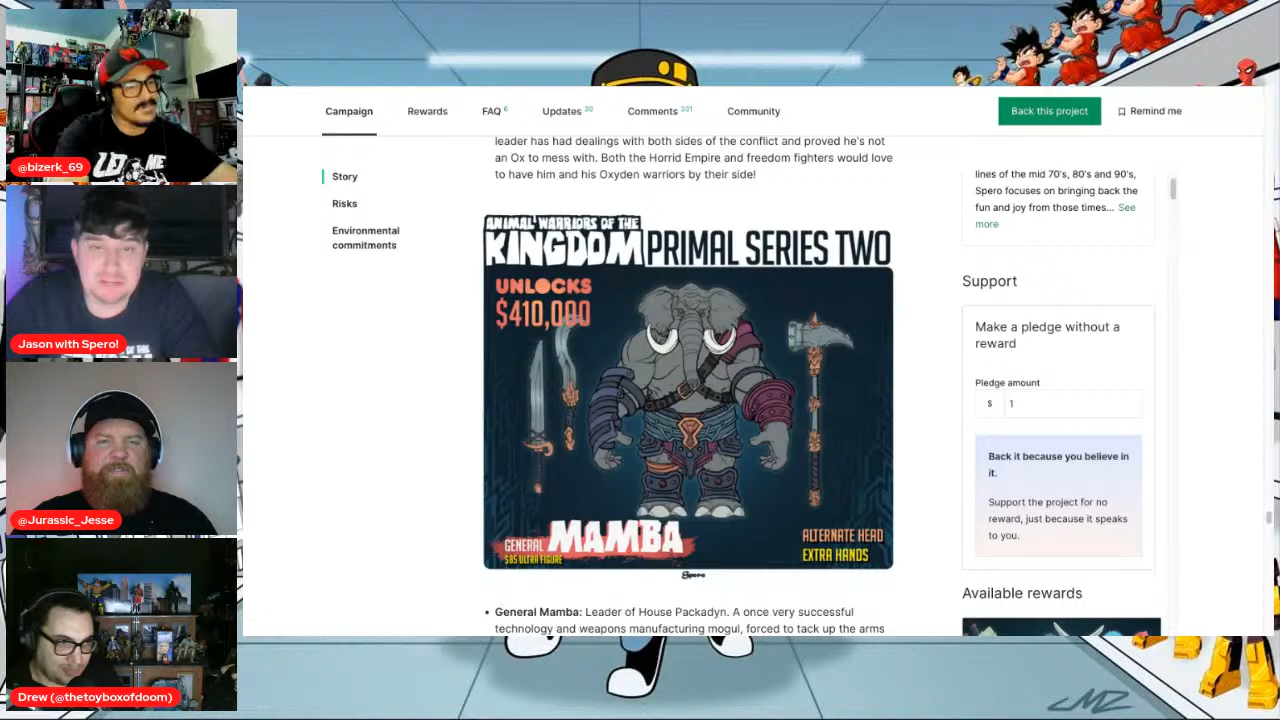 @bizerk_69
Jason with Spero!
@Jurassic_Jesse
Drew (@thetoyboxofdoom)
Campaign
Rewards
FAQ 6
Updates 20
Comments 331
Community
Back this project
Remind me
Story
Risks
Environmental
commitments
leader has had dealings with both sides of the conflict and proved he's not
an Ox to mess with. Both the Horrid Empire and freedom fighters would love
to have him and his Oxyden warriors by their side!
ANIMAL WARRIORS OF THE
KINGDOM PRIMAL SERIES TWO
UNLOCKS
$410,000
GENERAL MAMBA
$85 ULTRA FIGURE
ALTERNATE HEAD
EXTRA HANDS
Spero
• General Mamba: Leader of House Packadyn. A once very successful
technology and weapons manufacturing mogul, forced to tack up the arms
lines of the mid 70's, 80's and 90's,
Spero focuses on bringing back the
fun and joy from those times... See
more
Support
Make a pledge without a
reward
Pledge amount
$ 1
Back it because you believe in
it.
Support the project for no
reward, just because it speaks
to you.
Available rewards